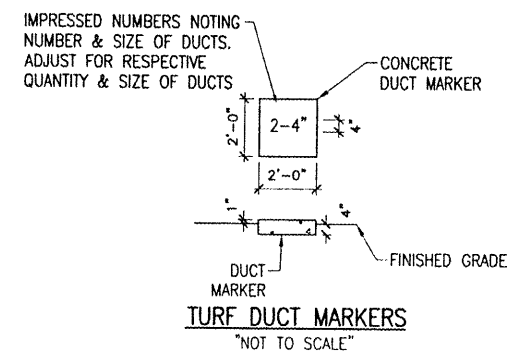 IMPRESSED NUMBERS NOTING
NUMBER & SIZE OF DUCTS.
ADJUST FOR RESPECTIVE
QUANTITY & SIZE OF DUCTS
CONCRETE
DUCT MARKER
2-4"
4"
2'-0"
2'-0"
1"
4"
FINISHED GRADE
DUCT
MARKER
TURF DUCT MARKERS
"NOT TO SCALE"